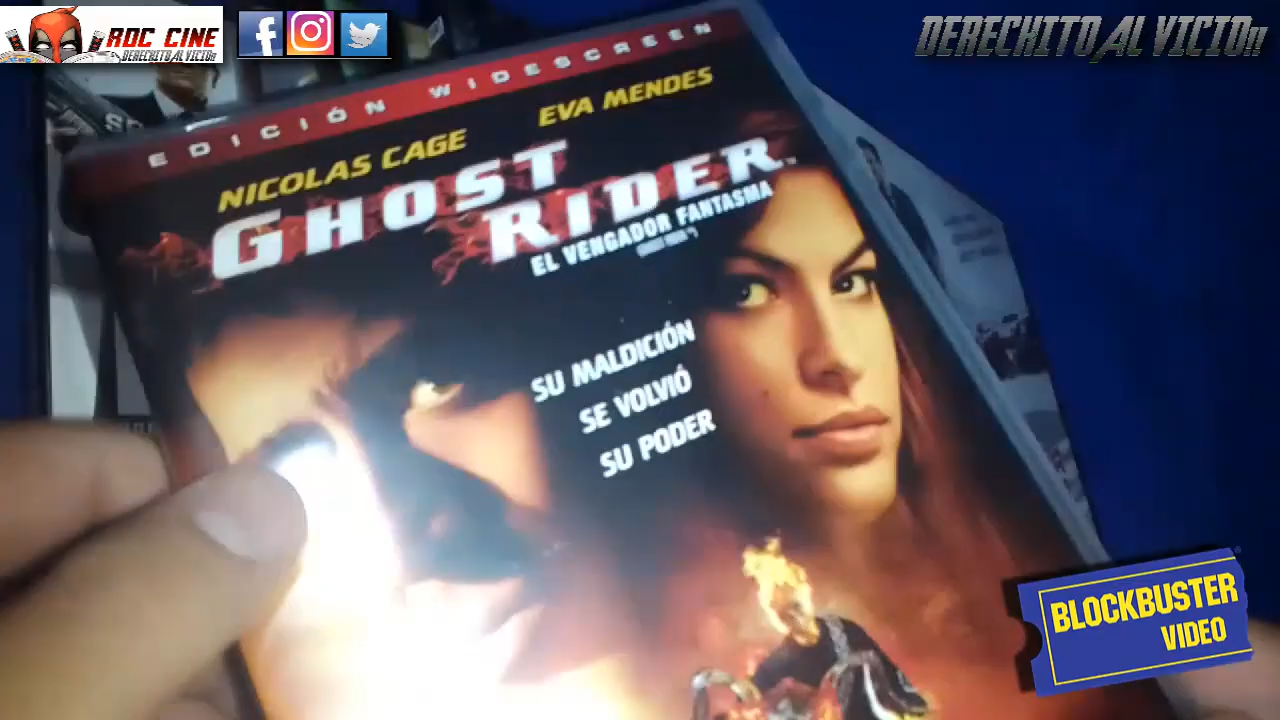 ROC CINE
DERECHITO AL VICIO!!
DERECHITO AL VICIO!!
EDICIÓN WIDESCREEN
NICOLAS CAGE
EVA MENDES
GHOST
RIDER
EL VENGADOR FANTASMA
SU MALDICIÓN
SE VOLVIÓ
SU PODER
BLOCKBUSTER
VIDEO